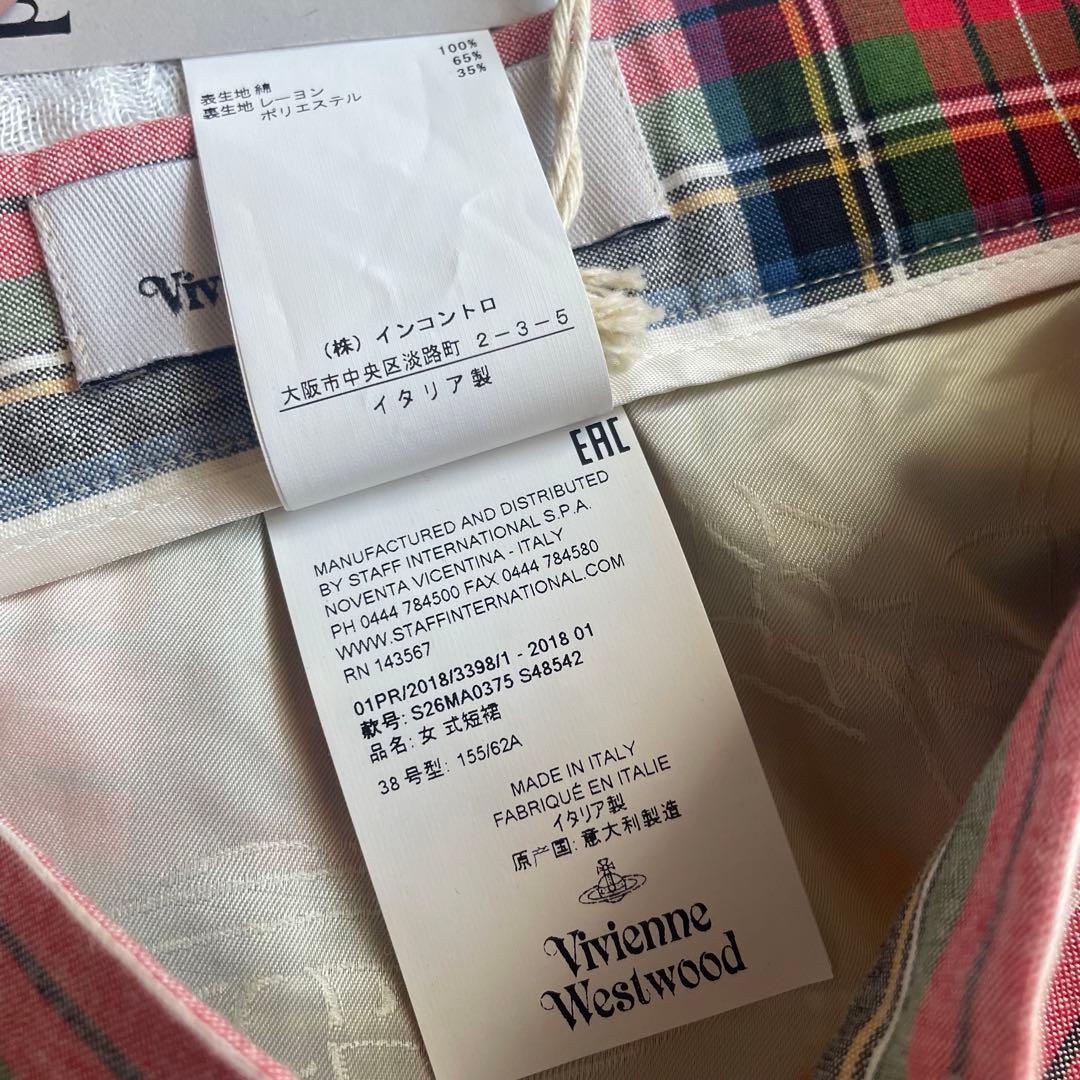 100%
65%
35%
表生地 綿
裏生地 レーヨン
ポリエステル
Viv
(株) インコントロ
大阪市中央区淡路町 2-3-5
イタリア製
EAC
MANUFACTURED AND DISTRIBUTED
BY STAFF INTERNATIONAL S.P.A.
NOVENTA VICENTINA - ITALY
PH 0444 784500 FAX 0444 784580
WWW.STAFFINTERNATIONAL.COM
RN 143567
01PR/2018/3398/1 - 2018 01
款号: S26MA0375 S48542
品名: 女 式短裙
38 号型: 155/62A
MADE IN ITALY
FABRIQUÉ EN ITALIE
イタリア製
原产国: 意大利製造
Vivienne
Westwood